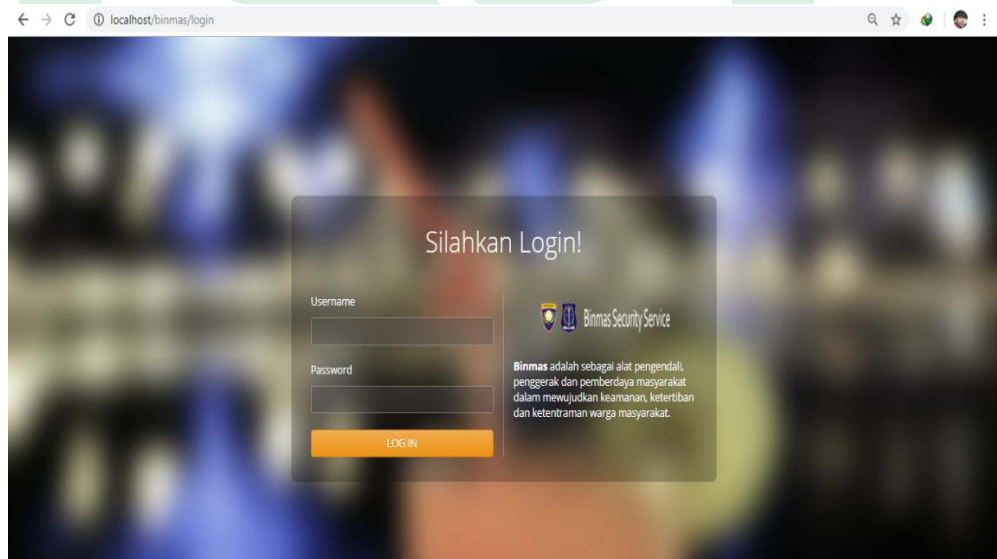 localhost/binmas/login
Silahkan Login!
Username
Password
LOG IN
Binmas Security Service
Binmas adalah sebagai alat pengendali,
penggerak dan pemberdaya masyarakat
dalam mewujudkan keamanan, ketertiban
dan ketentraman warga masyarakat.